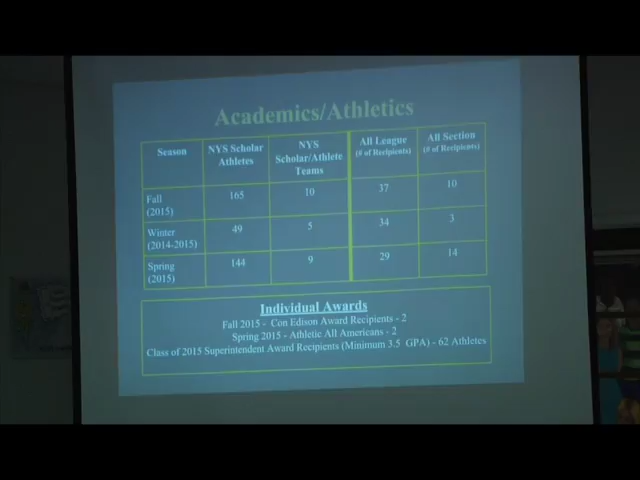 Academics/Athletics
Season
NYS Scholar
Athletes
NYS
Scholar/Athlete
Teams
All League
(# of Recipients)
All Section
(# of Recipients)
Fall
(2015)
165
10
37
10
Winter
(2014-2015)
49
5
34
3
Spring
(2015)
144
9
29
14
Individual Awards
Fall 2015 - Con Edison Award Recipients - 2
Spring 2015 - Athletic All Americans - 2
Class of 2015 Superintendent Award Recipients (Minimum 3.5 GPA) - 62 Athletes